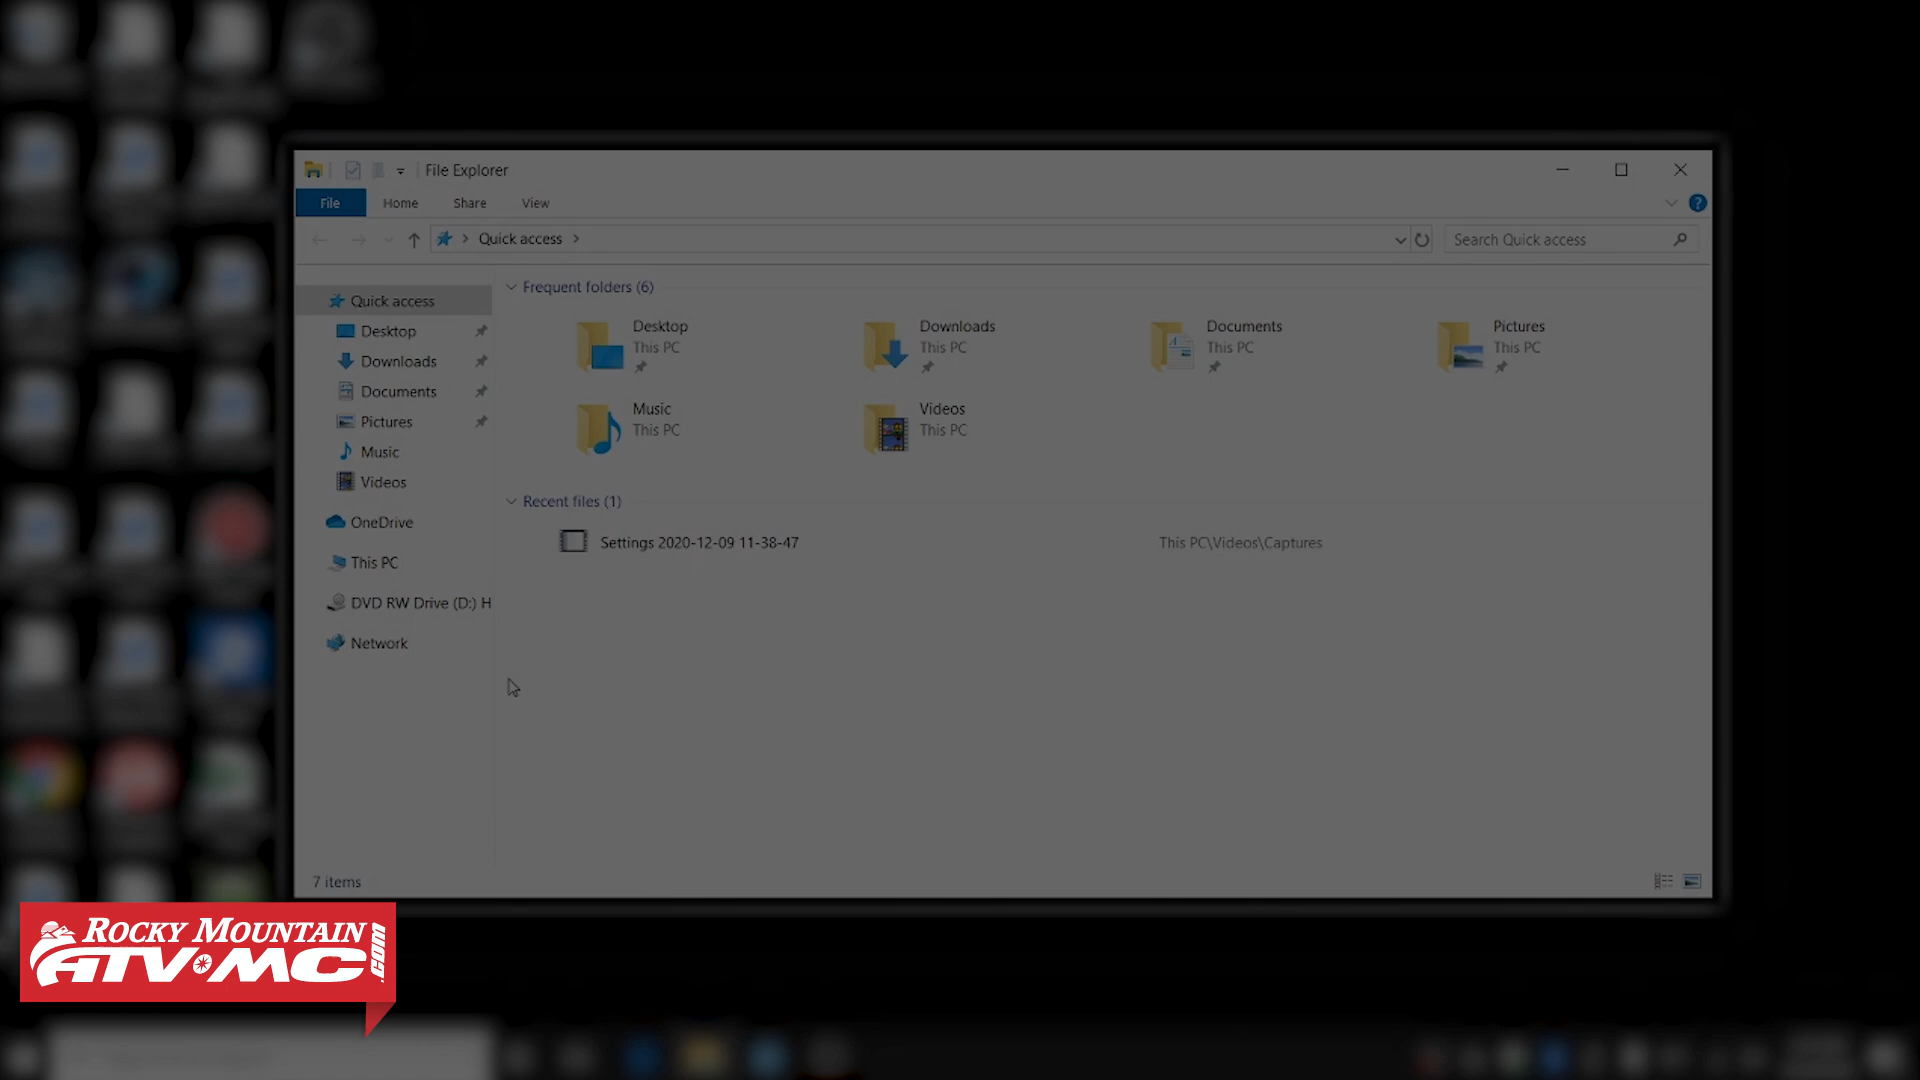 File Explorer
File Home Share View
Quick access
Search Quick access
Quick access
Desktop
Downloads
Documents
Pictures
Music
Videos
OneDrive
This PC
DVD RW Drive (D:) H
Network
Frequent folders (6)
Desktop
This PC
Downloads
This PC
Documents
This PC
Pictures
This PC
Music
This PC
Videos
This PC
Recent files (1)
Settings 2020-12-09 11-38-47
This PC\Videos\Captures
7 items
ROCKY MOUNTAIN
ATV MC .COM